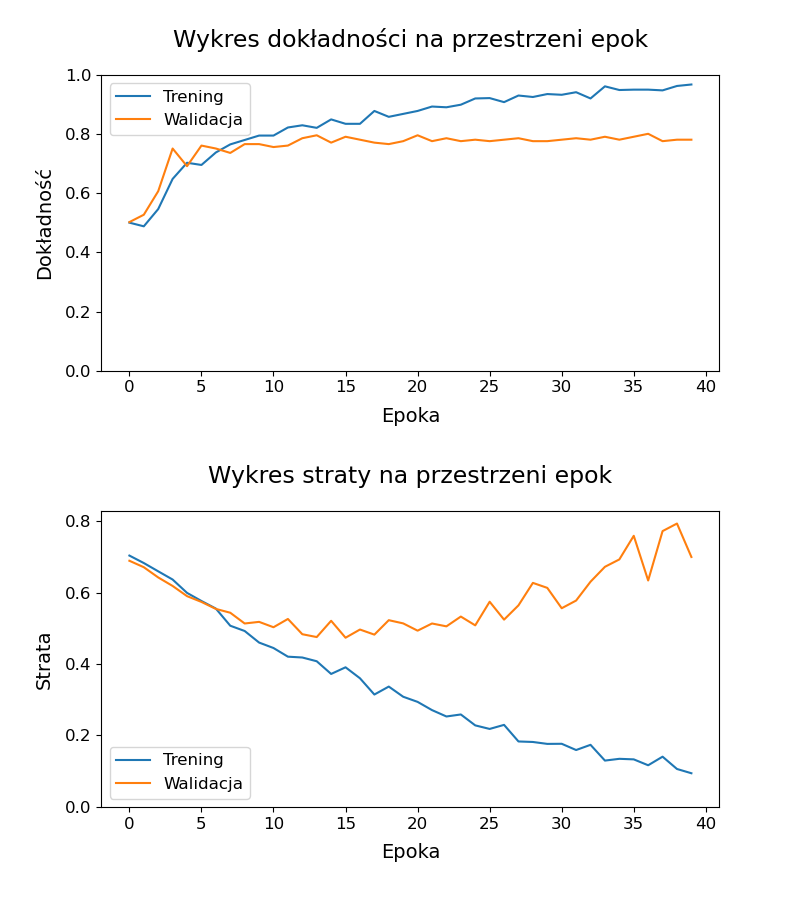 Wykres dokładności na przestrzeni epok
1.0
0.8
0.6
0.4
0.2
0.0
Dokładność
Trening
Walidacja
0 5 10 15 20 25 30 35 40
Epoka
Wykres straty na przestrzeni epok
0.8
0.6
0.4
0.2
0.0
Strata
Trening
Walidacja
0 5 10 15 20 25 30 35 40
Epoka